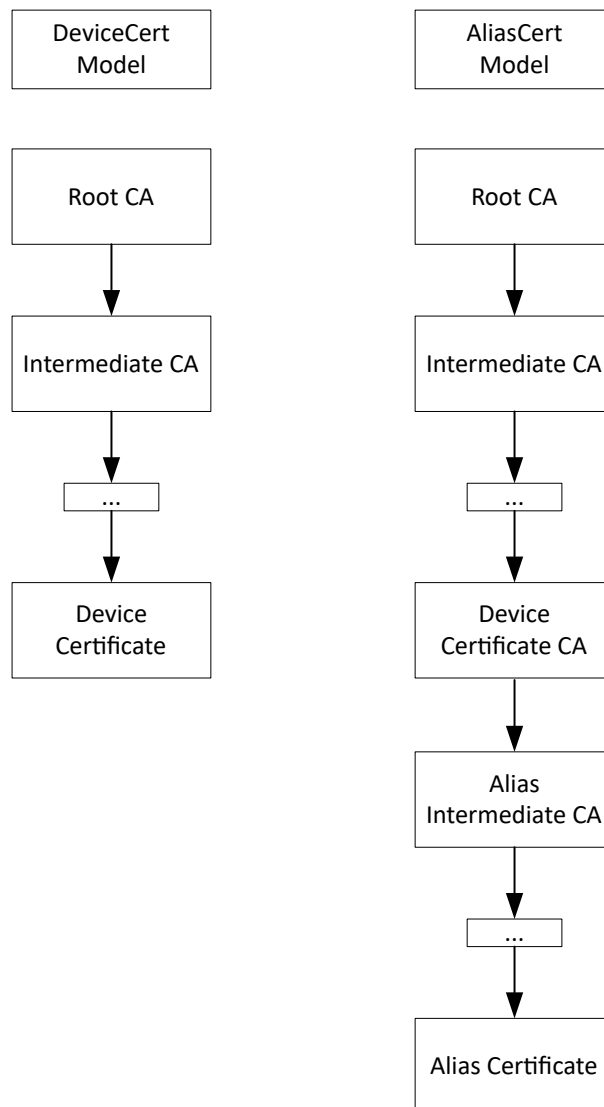 DeviceCert
Model
Root CA
Intermediate CA
...
Device
Certificate
AliasCert
Model
Root CA
Intermediate CA
...
Device
Certificate CA
Alias
Intermediate CA
...
Alias Certificate